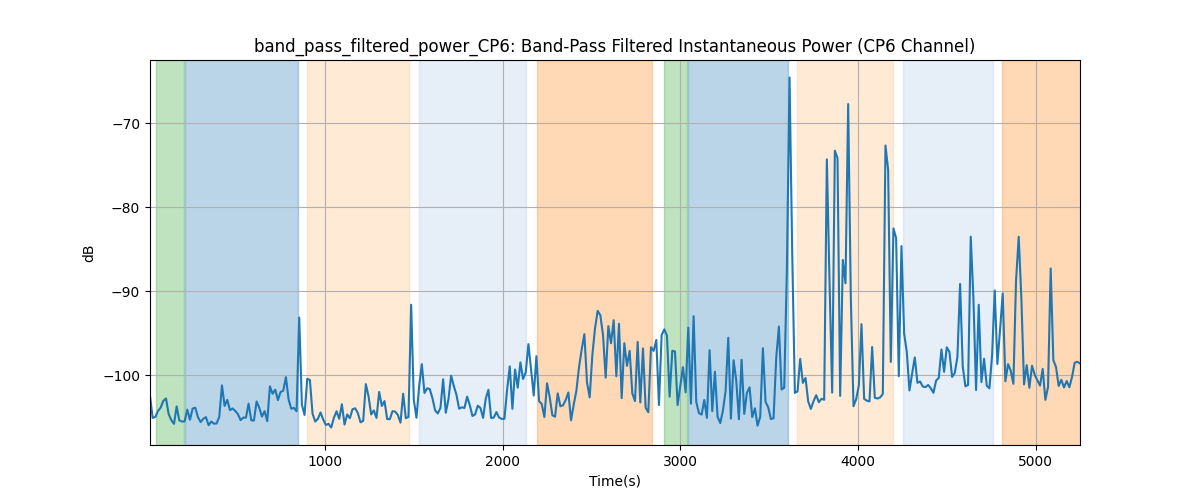 band_pass_filtered_power_CP6: Band-Pass Filtered Instantaneous Power (CP6 Channel)
−70
−80
−90
−100
dB
1000 2000 3000 4000 5000
Time(s)